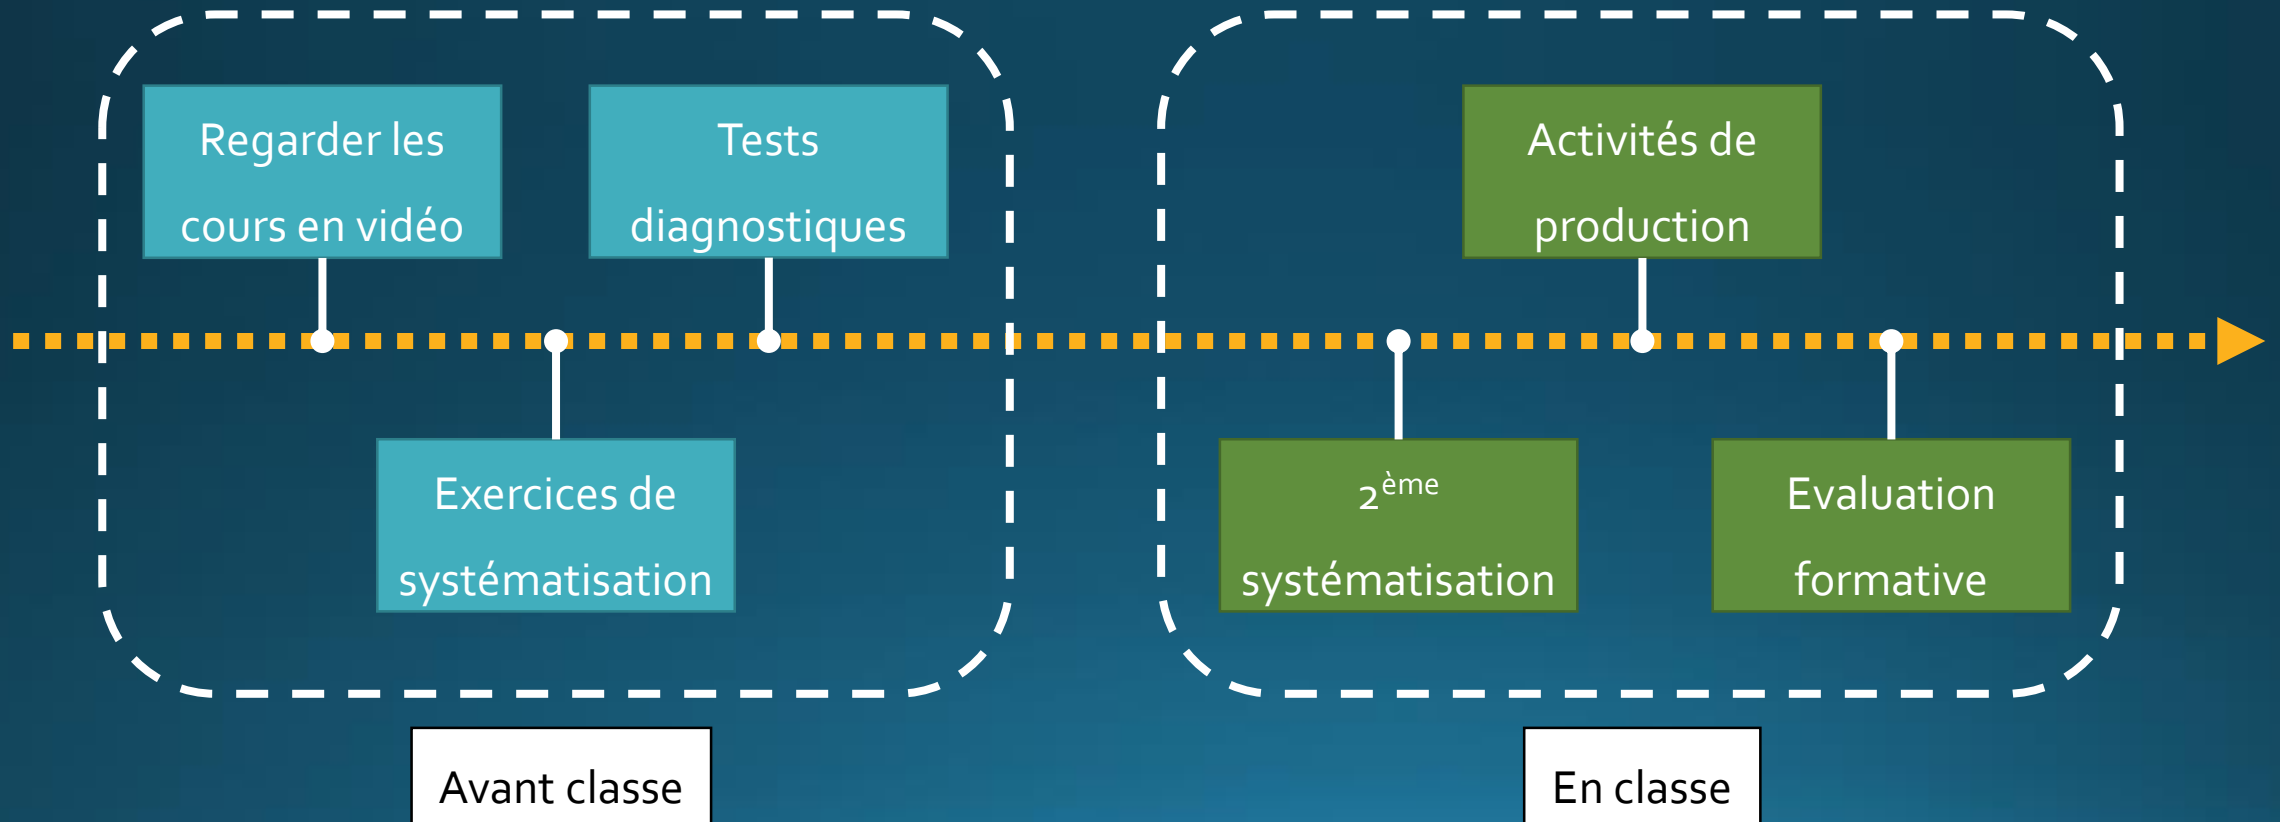 Regarder les
cours en vidéo
Tests
diagnostiques
Activités de
production
Exercices de
systématisation
2ème
systématisation
Evaluation
formative
Avant classe
En classe